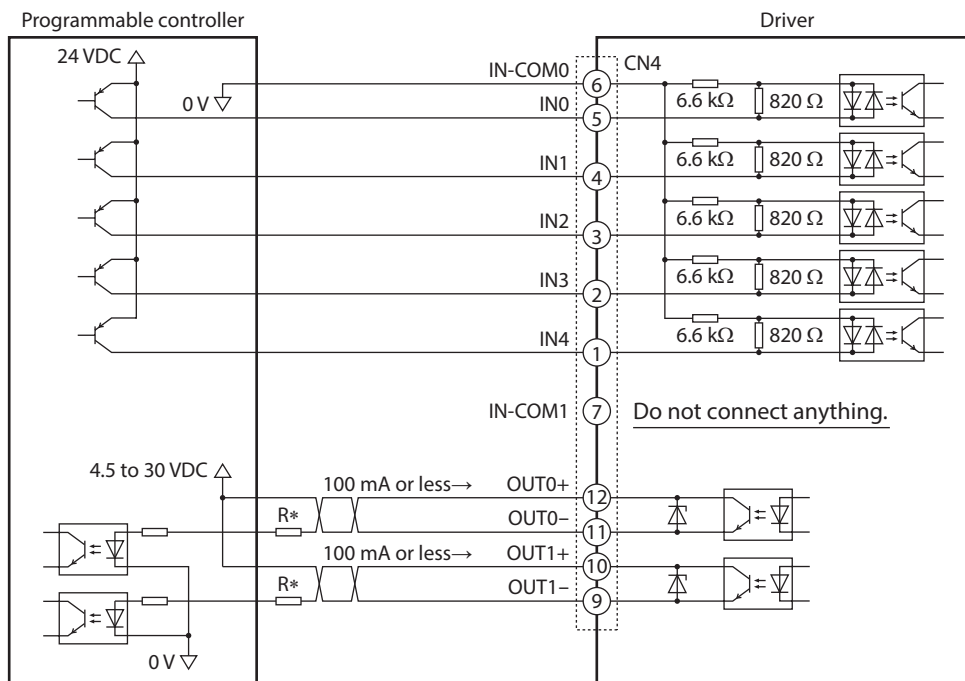 Programmable controller
Driver
24 VDC
IN-COM0
6
CN4
0 V
IN0
5
6.6 kΩ
820 Ω
IN1
4
6.6 kΩ
820 Ω
IN2
3
6.6 kΩ
820 Ω
IN3
2
6.6 kΩ
820 Ω
IN4
1
6.6 kΩ
820 Ω
IN-COM1
7
Do not connect anything.
4.5 to 30 VDC
100 mA or less→
OUT0+
12
R*
OUT0−
11
100 mA or less→
OUT1+
10
R*
OUT1−
9
0 V